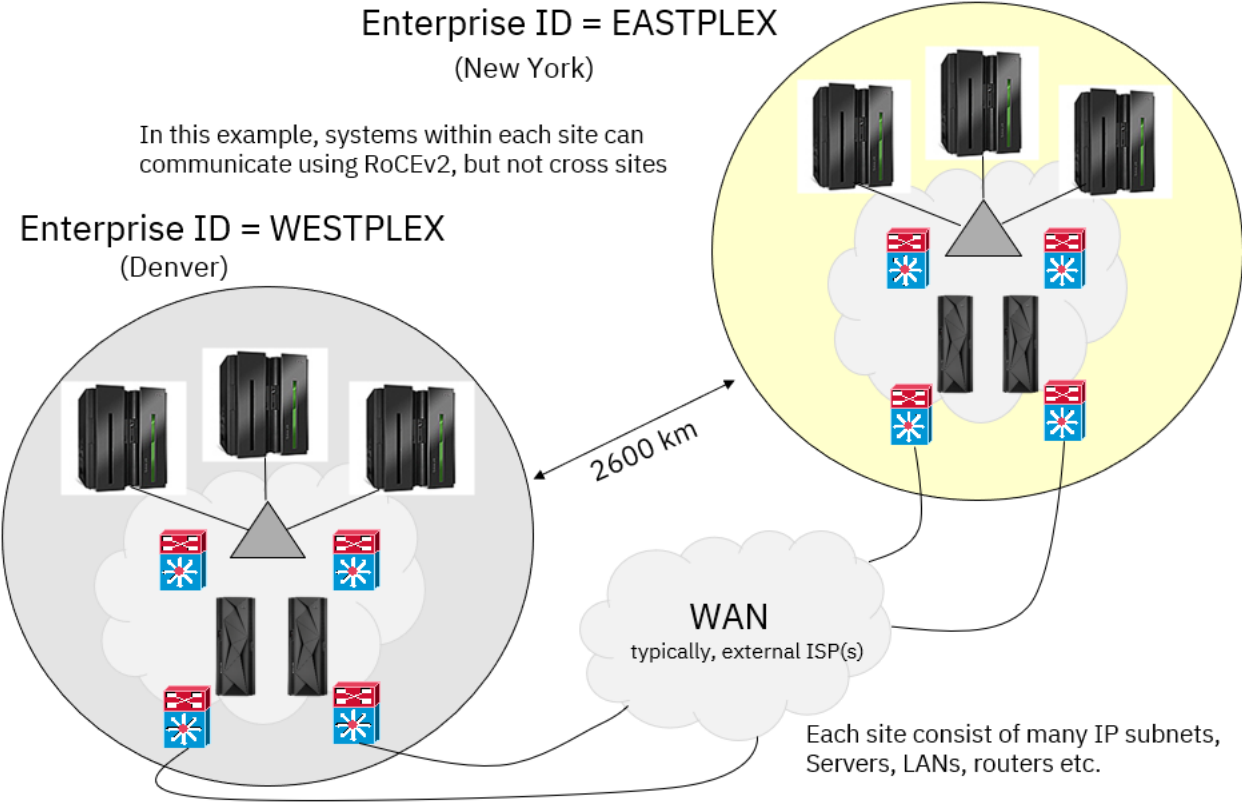 Enterprise ID = EASTPLEX
(New York)
In this example, systems within each site can
communicate using RoCEv2, but not cross sites
Enterprise ID = WESTPLEX
(Denver)
2600 km
WAN
typically, external ISP(s)
Each site consist of many IP subnets,
Servers, LANs, routers etc.